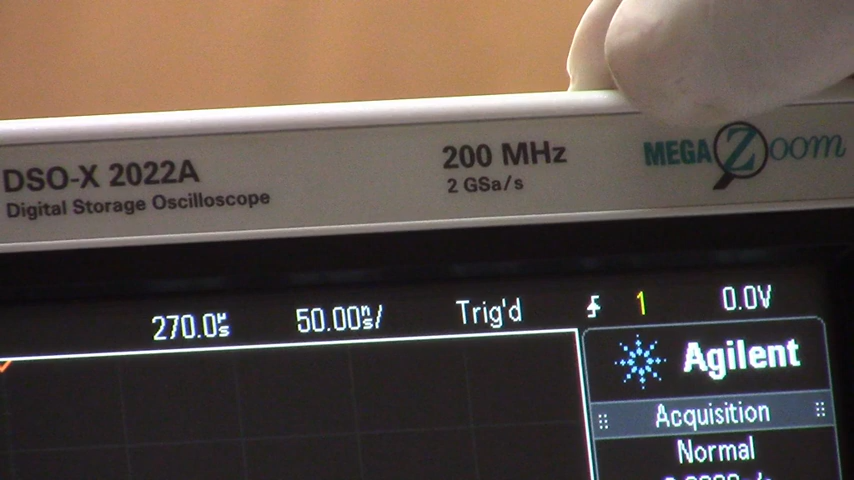 DSO-X 2022A
Digital Storage Oscilloscope
200 MHz
2 GSa/s
MEGA Zoom
270.0µs 50.00ns/ Trig'd 1 0.0V
Agilent
Acquisition
Normal